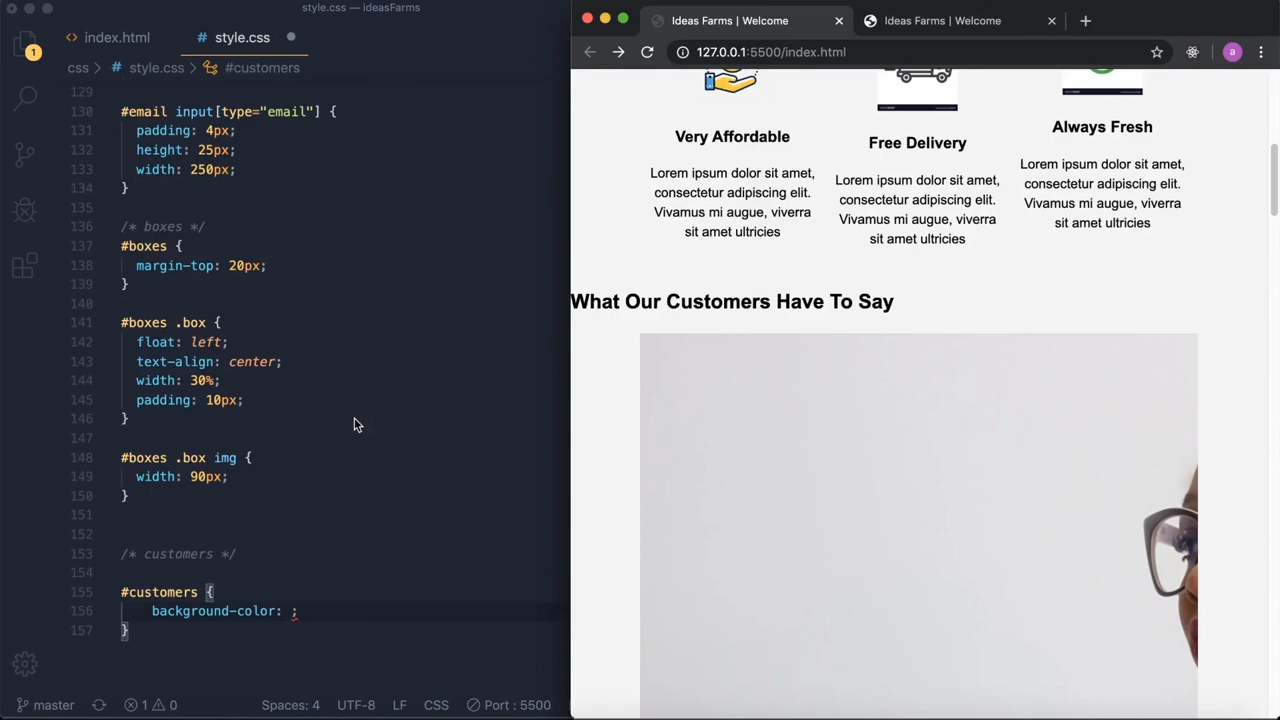 style.css — ideasFarms
index.html
style.css
1
css > style.css > #customers
129
130 #email input[type="email"] {
131 padding: 4px;
132 height: 25px;
133 width: 250px;
134 }
135
136 /* boxes */
137 #boxes {
138 margin-top: 20px;
139 }
140
141 #boxes .box {
142 float: left;
143 text-align: center;
144 width: 30%;
145 padding: 10px;
146 }
147
148 #boxes .box img {
149 width: 90px;
150 }
151
152
153 /* customers */
154
155 #customers {
156 background-color: ;
157 }
master
1 0
Spaces: 4
UTF-8
LF
CSS
Port : 5500
Ideas Farms | Welcome
Ideas Farms | Welcome
127.0.0.1:5500/index.html
a
Very Affordable
Lorem ipsum dolor sit amet,
consectetur adipiscing elit.
Vivamus mi augue, viverra
sit amet ultricies
Free Delivery
Lorem ipsum dolor sit amet,
consectetur adipiscing elit.
Vivamus mi augue, viverra
sit amet ultricies
Always Fresh
Lorem ipsum dolor sit amet,
consectetur adipiscing elit.
Vivamus mi augue, viverra
sit amet ultricies
What Our Customers Have To Say